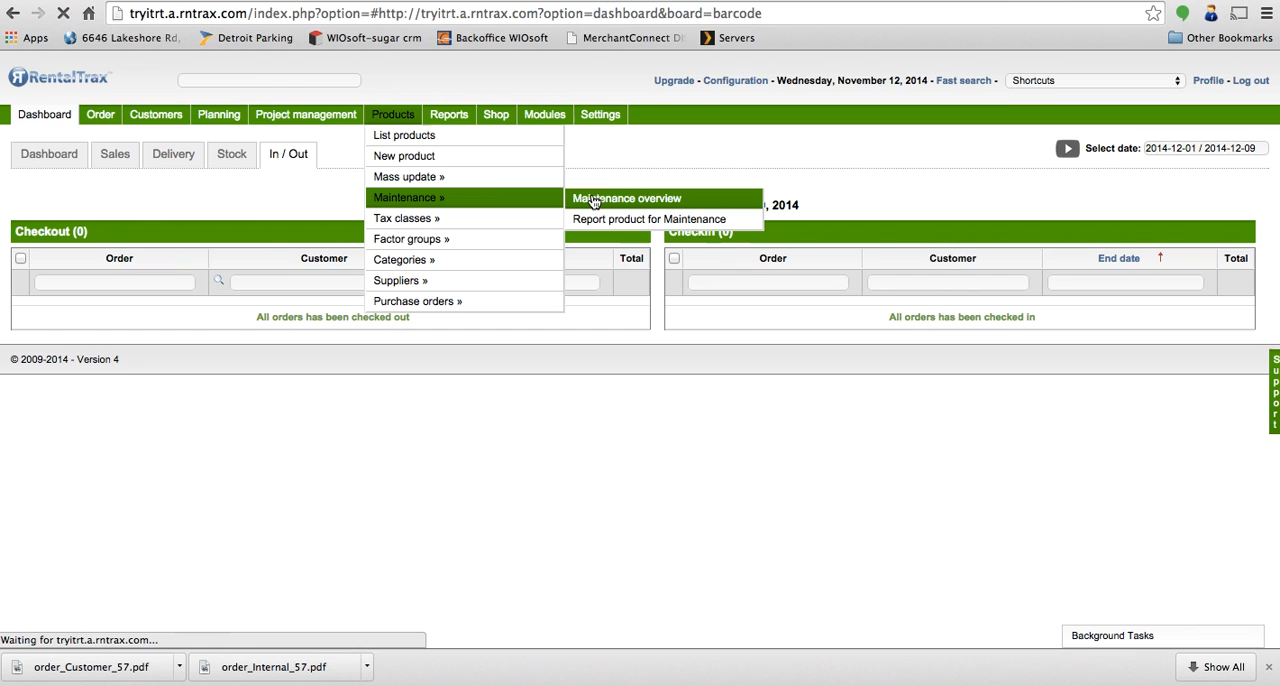 tryitrt.a.rntrax.com/index.php?option=#http://tryitrt.a.rntrax.com?option=dashboard&board=barcode
Apps 6646 Lakeshore Rd. Detroit Parking WIOsoft-sugar crm Backoffice WIOsoft MerchantConnect Servers Other Bookmarks
RentalTrax Upgrade - Configuration - Wednesday, November 12, 2014 - Fast search - Shortcuts Profile - Log out
Dashboard Order Customers Planning Project management Products Reports Shop Modules Settings
List products
Dashboard Sales Delivery Stock In / Out New product Select date: 2014-12-01 / 2014-12-09
Mass update »
Maintenance » Maintenance overview , 2014
Tax classes » Report product for Maintenance
Checkout (0) Checkin (0)
Factor groups »
Order Customer Categories » Total Order Customer End date ↑ Total
Suppliers »
Purchase orders »
All orders has been checked out All orders has been checked in
© 2009-2014 - Version 4
Support
Waiting for tryitrt.a.rntrax.com... Background Tasks
order_Customer_57.pdf order_Internal_57.pdf Show All